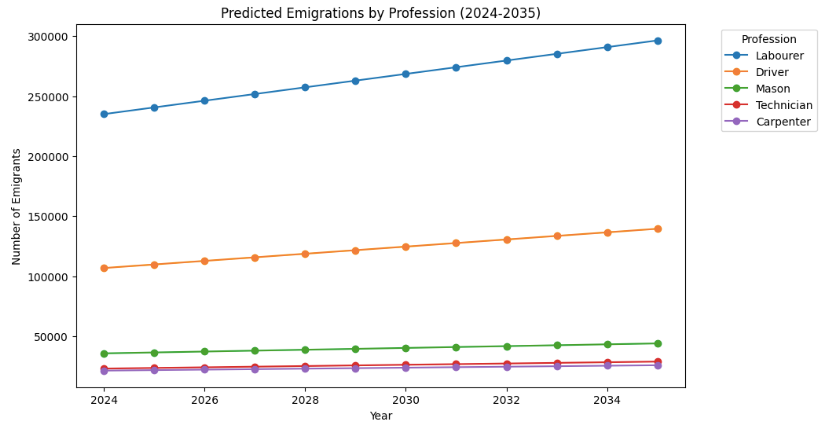 Predicted Emigrations by Profession (2024-2035)
Profession
Labourer
Driver
Mason
Technician
Carpenter
Number of Emigrants
300000
250000
200000
150000
100000
50000
2024 2026 2028 2030 2032 2034
Year